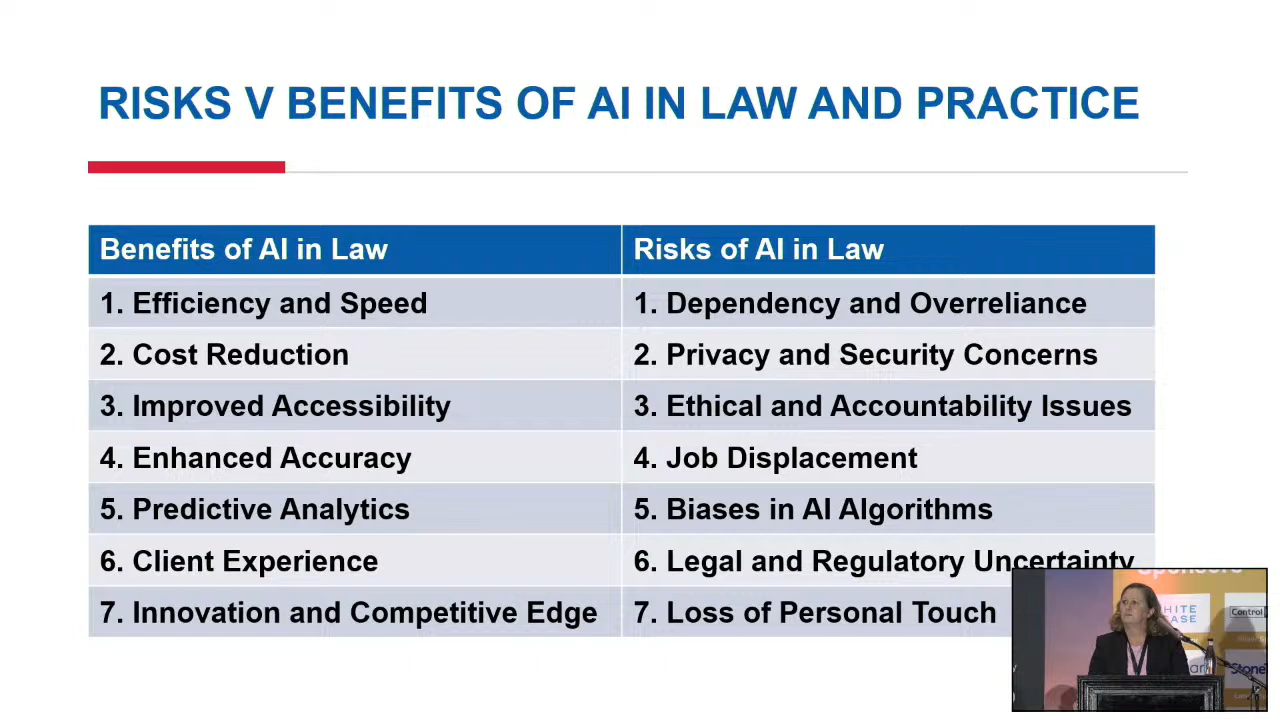 RISKS V BENEFITS OF AI IN LAW AND PRACTICE
Benefits of AI in Law
Risks of AI in Law
1. Efficiency and Speed
1. Dependency and Overreliance
2. Cost Reduction
2. Privacy and Security Concerns
3. Improved Accessibility
3. Ethical and Accountability Issues
4. Enhanced Accuracy
4. Job Displacement
5. Predictive Analytics
5. Biases in AI Algorithms
6. Client Experience
6. Legal and Regulatory Uncertainty
7. Innovation and Competitive Edge
7. Loss of Personal Touch
Sponsors
Control